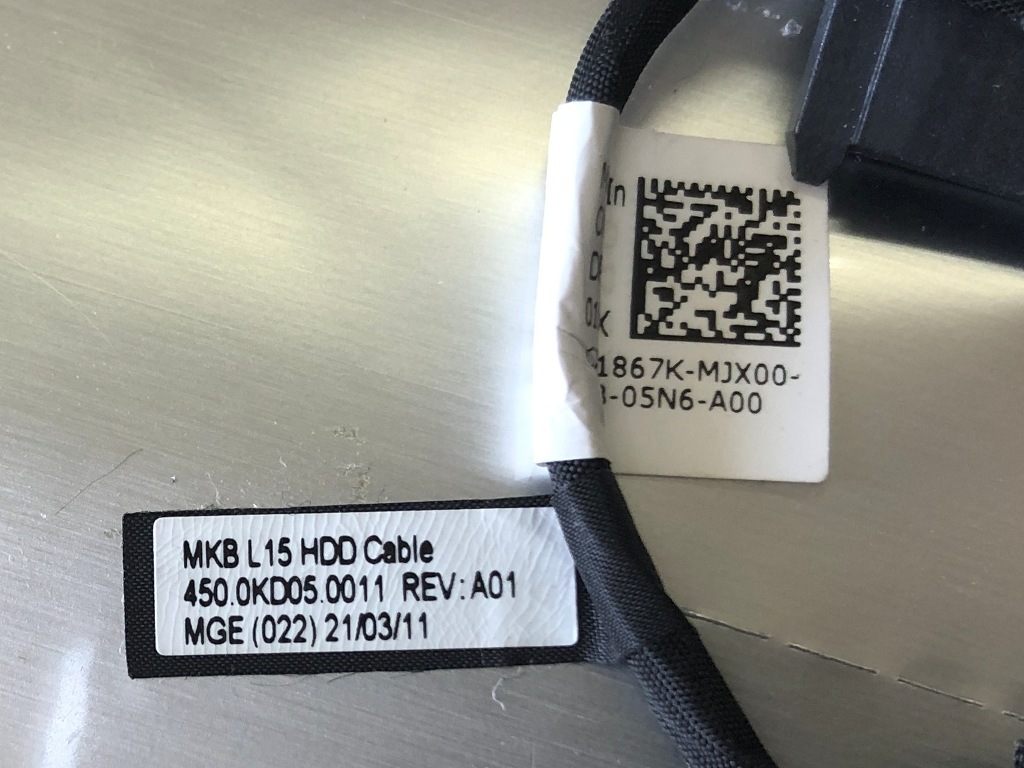 In
01K
1867K-MJX00-
-05N6-A00
MKB L15 HDD Cable
450.0KD05.0011 REV:A01
MGE (022) 21/03/11